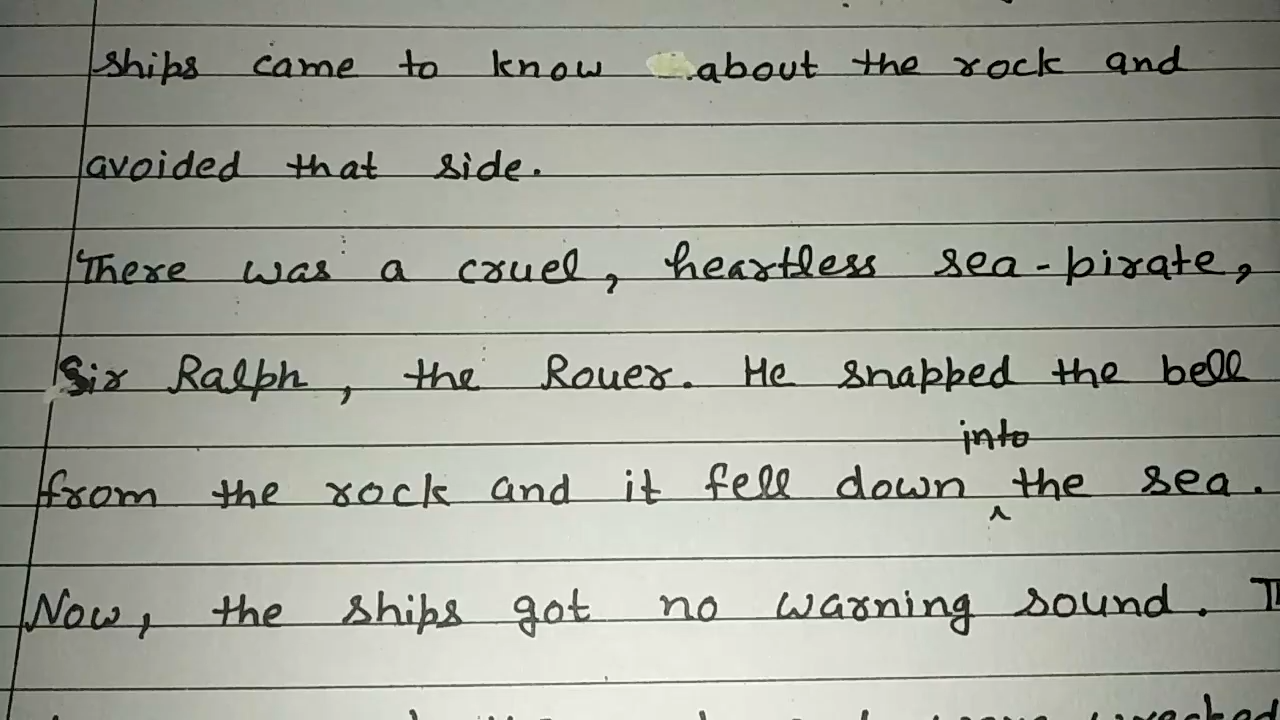 ships came to know about the rock and
avoided that side.
There was a cruel, heartless sea-pirate,
Sir Ralph, the Rover. He snapped the bell
into
from the rock and it fell down ^ the sea.
Now, the ships got no warning sound.